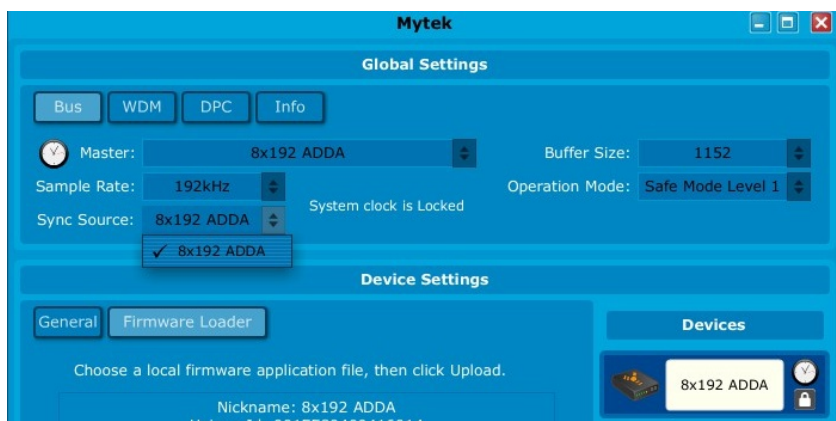 Mytek
Global Settings
Bus WDM DPC Info
Master: 8x192 ADDA Buffer Size: 1152
Sample Rate: 192kHz Operation Mode: Safe Mode Level 1
System clock is Locked
Sync Source: 8x192 ADDA
✓ 8x192 ADDA
Device Settings
General Firmware Loader Devices
Choose a local firmware application file, then click Upload.
8x192 ADDA
Nickname: 8x192 ADDA